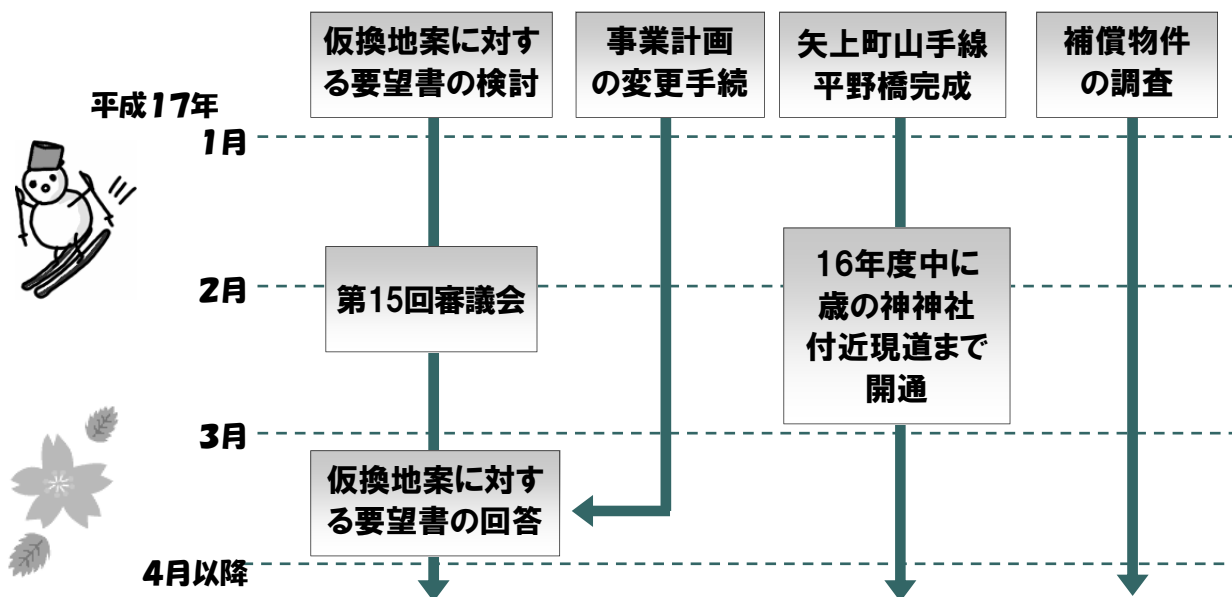 仮換地案に対す
る要望書の検討
事業計画
の変更手続
矢上町山手線
平野橋完成
補償物件
の調査
平成17年
1月
2月
第15回審議会
16年度中に
歳の神神社
付近現道まで
開通
3月
仮換地案に対す
る要望書の回答
4月以降